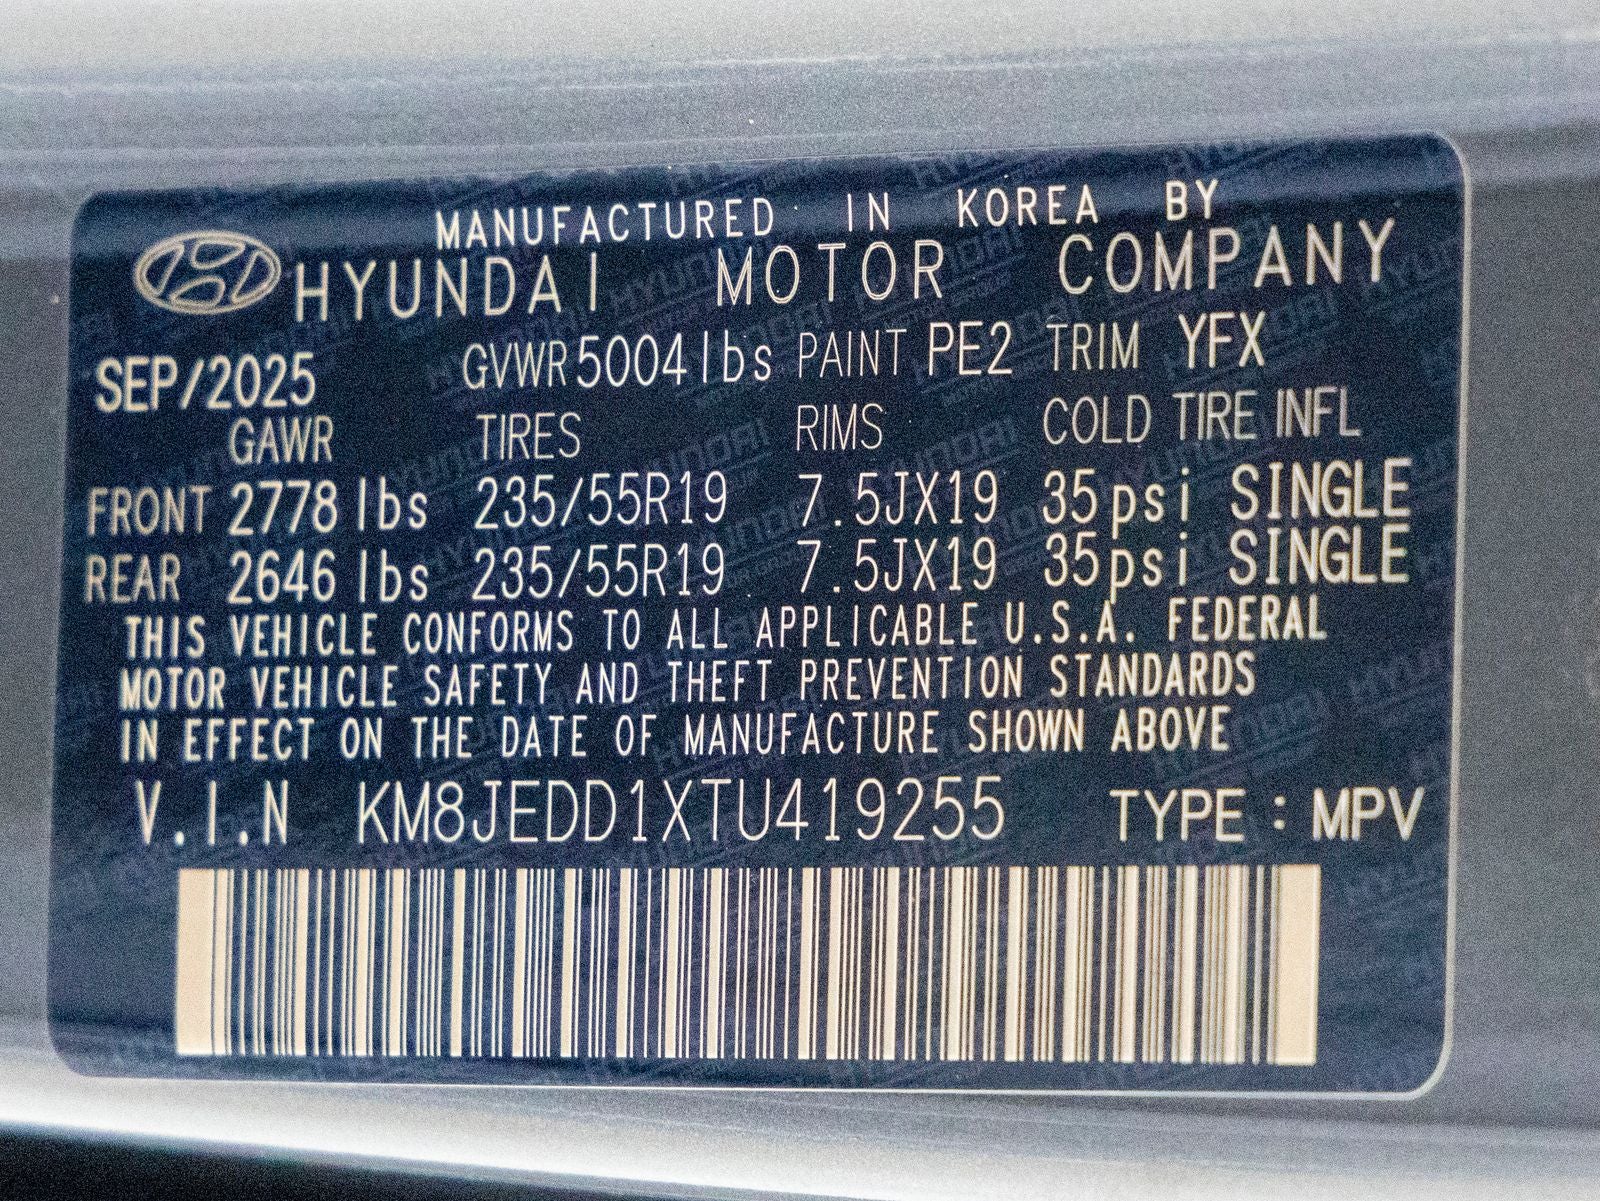 MANUFACTURED IN KOREA BY
HYUNDAI MOTOR COMPANY
SEP/2025 GVWR 5004lbs PAINT PE2 TRIM YFX
GAWR TIRES RIMS COLD TIRE INFL
FRONT 2778 lbs 235/55R19 7.5JX19 35psi SINGLE
REAR 2646 lbs 235/55R19 7.5JX19 35psi SINGLE
THIS VEHICLE CONFORMS TO ALL APPLICABLE U.S.A. FEDERAL
MOTOR VEHICLE SAFETY AND THEFT PREVENTION STANDARDS
IN EFFECT ON THE DATE OF MANUFACTURE SHOWN ABOVE
V.I.N KM8JEDD1XTU419255 TYPE : MPV